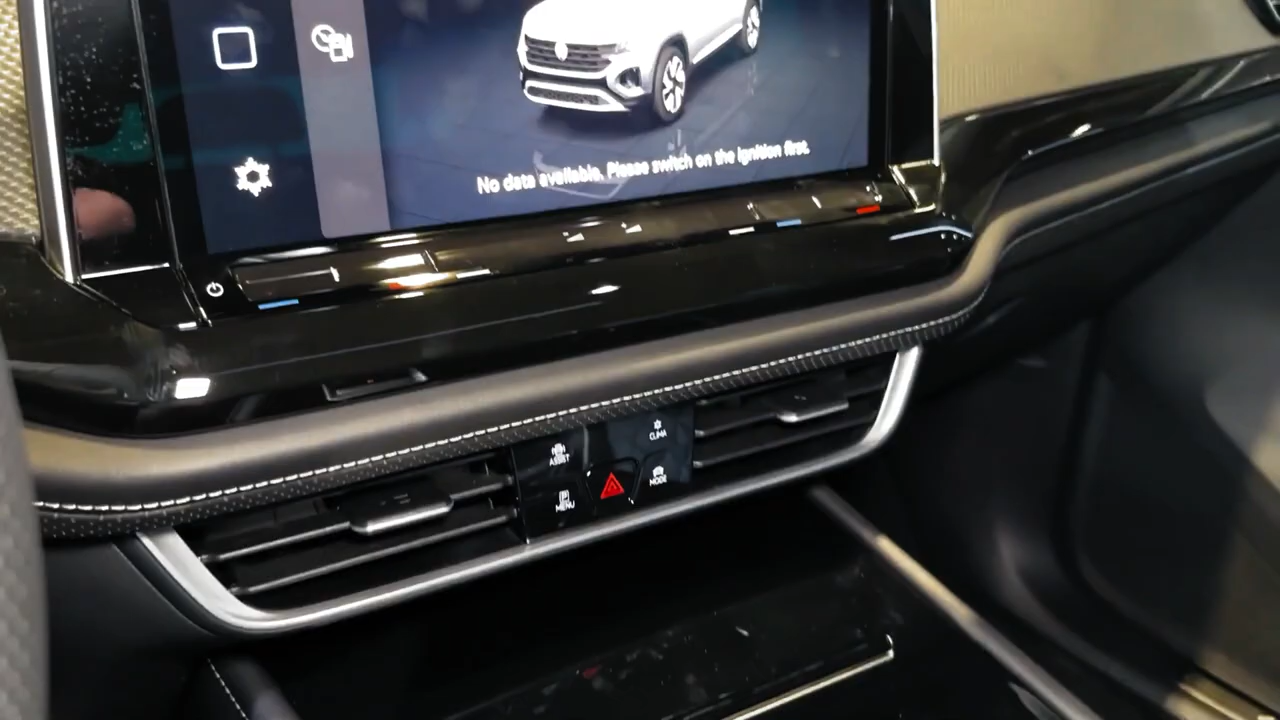 No data available. Please switch on the ignition first.
CLIMA
ASSIST
MODE
MENU